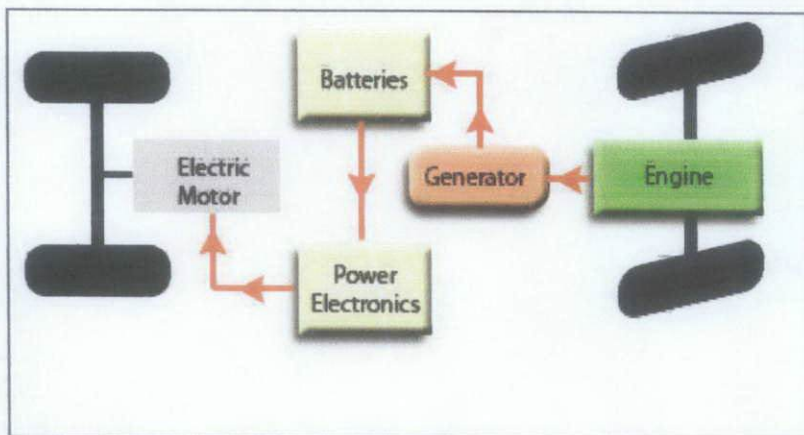 Batteries
Electric
Motor
Generator
Engine
Power
Electronics